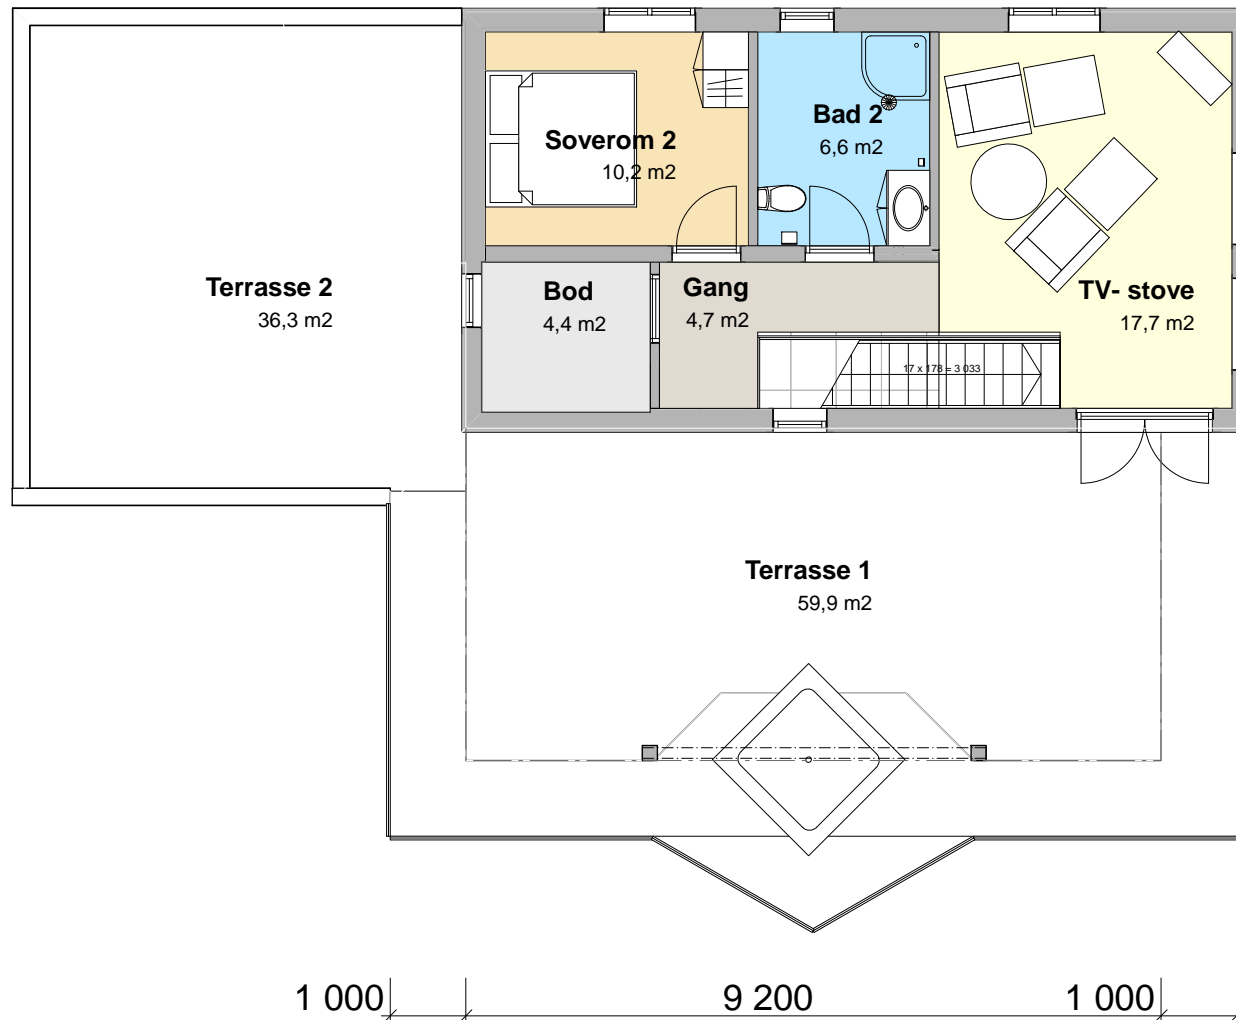 Bad 2
6,6 m2
Soverom 2
10,2 m2
Terrasse 2
36,3 m2
Bod
4,4 m2
Gang
4,7 m2
TV- stove
17,7 m2
17 x 178 = 3 033
Terrasse 1
59,9 m2
1 000
9 200
1 000